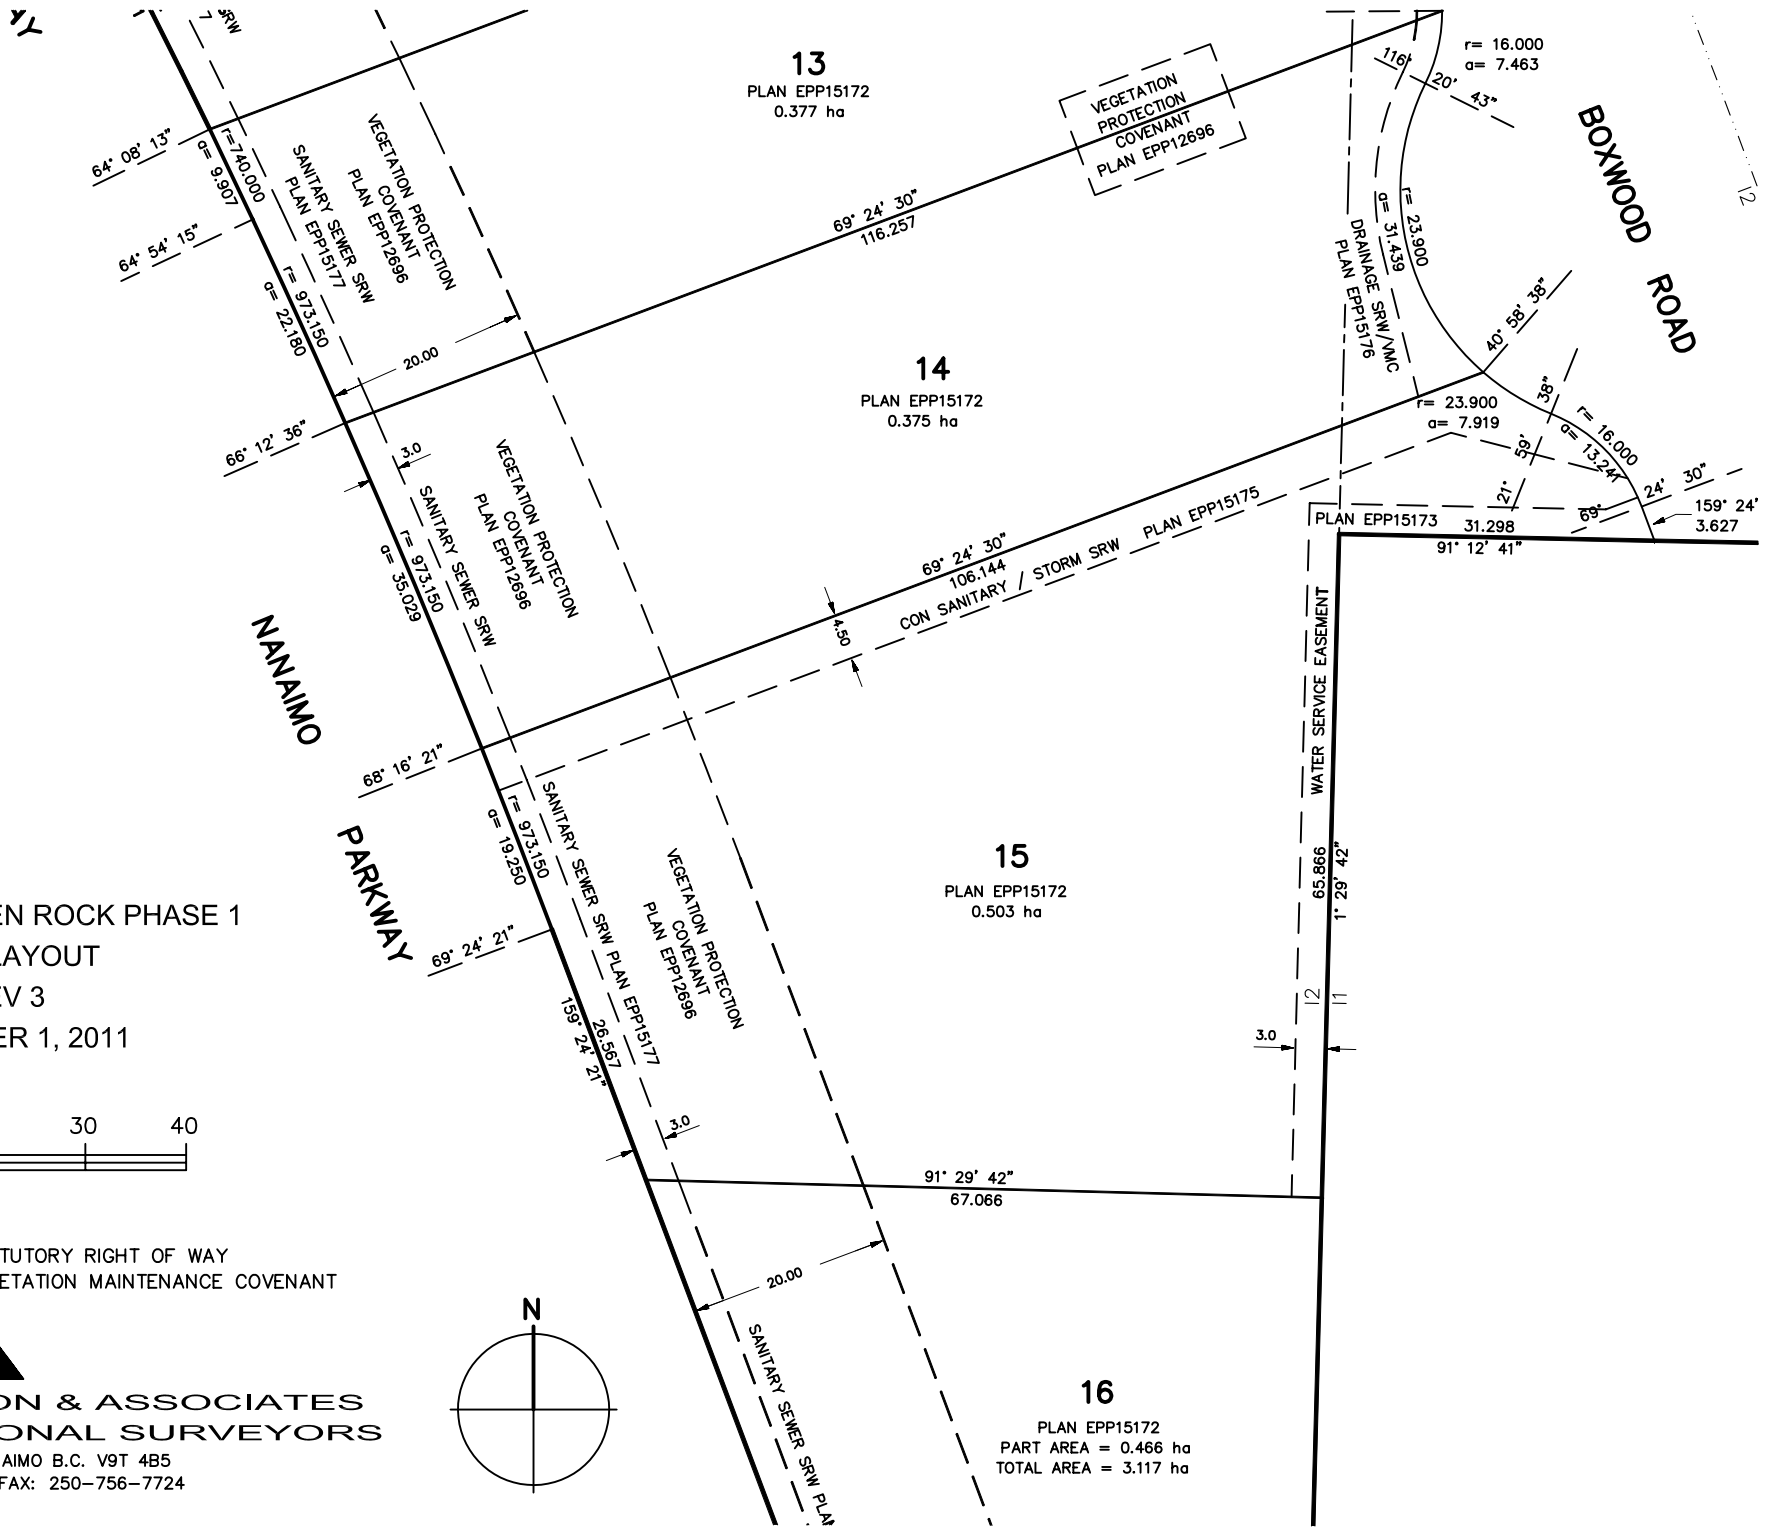 13
PLAN EPP15172
0.377 ha
VEGETATION
PROTECTION
COVENANT
PLAN EPP12696
r= 16.000
a= 7.463
116°
20'
43"
BOXWOOD ROAD
12
64° 08' 13"
r=740.000
a= 9.907
64° 54' 15"
SANITARY SEWER SRW
PLAN EPP15177
VEGETATION PROTECTION
COVENANT
PLAN EPP12696
r= 973.150
a= 22.180
20.00
69° 24' 30"
116.257
r= 23.900
a= 31.439
DRAINAGE SRW/VMC
PLAN EPP15176
40° 58' 38"
14
PLAN EPP15172
0.375 ha
r= 23.900
a= 7.919
21° 59' 38"
r= 16.000
a= 13.241
69° 24' 30"
159° 24'
3.627
66° 12' 36"
3.0
SANITARY SEWER SRW
VEGETATION PROTECTION
COVENANT
PLAN EPP12696
r= 973.150
a= 35.029
69° 24' 30"
106.144
CON SANITARY / STORM SRW PLAN EPP15175
4.50
PLAN EPP15173
31.298
91° 12' 41"
WATER SERVICE EASEMENT
NANAIMO
PARKWAY
68° 16' 21"
r= 973.150
a= 19.250
SANITARY SEWER SRW PLAN EPP15177
VEGETATION PROTECTION
COVENANT
PLAN EPP12696
15
PLAN EPP15172
0.503 ha
65.866
1° 29' 42"
12
11
3.0
69° 24' 21"
26.567
159° 24' 21"
3.0
EN ROCK PHASE 1
LAYOUT
EV 3
ER 1, 2011
30
40
91° 29' 42"
67.066
TUTORY RIGHT OF WAY
ETATION MAINTENANCE COVENANT
20.00
SANITARY SEWER SRW PLAN
N
16
PLAN EPP15172
PART AREA = 0.466 ha
TOTAL AREA = 3.117 ha
ON & ASSOCIATES
ONAL SURVEYORS
AIMO B.C. V9T 4B5
FAX: 250-756-7724